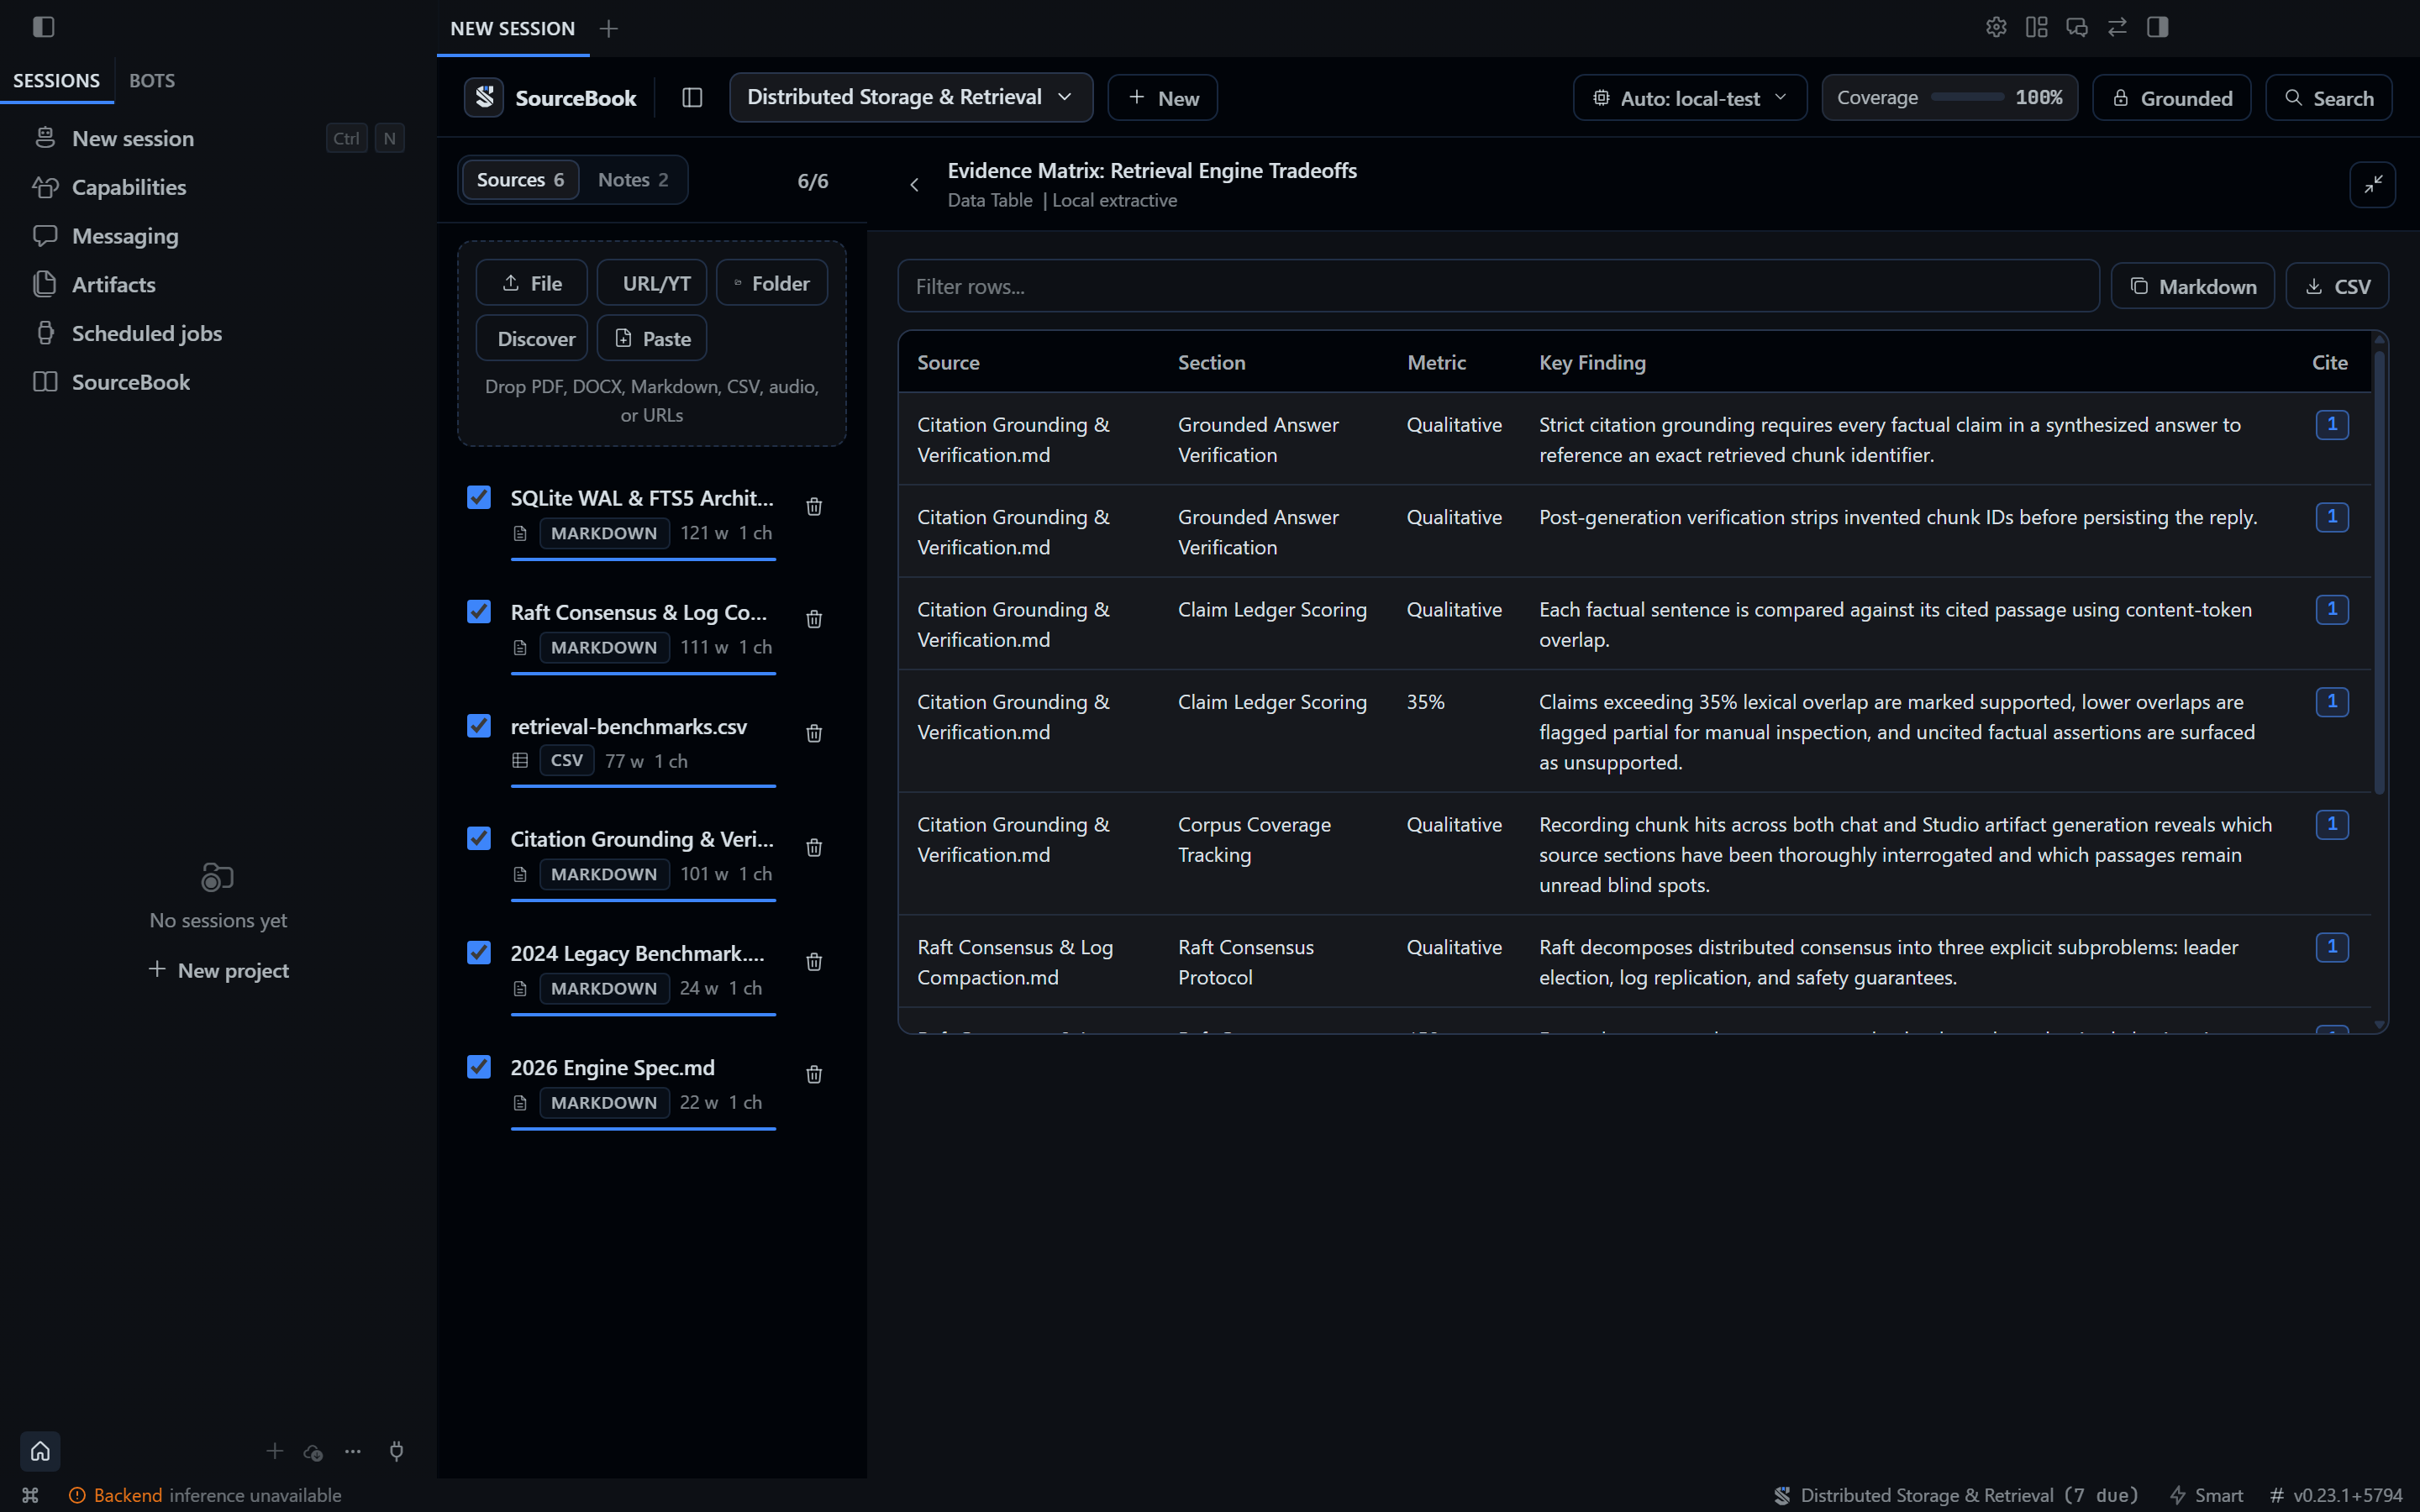 NEW SESSION
SESSIONS
BOTS
New session
Ctrl
N
Capabilities
Messaging
Artifacts
Scheduled jobs
SourceBook
No sessions yet
New project
SourceBook
Distributed Storage & Retrieval
New
Auto: local-test
Coverage
100%
Grounded
Search
Sources 6
Notes 2
6/6
File
URL/YT
Folder
Discover
Paste
Drop PDF, DOCX, Markdown, CSV, audio,
or URLs
SQLite WAL & FTS5 Archit...
MARKDOWN 121 w 1 ch
Raft Consensus & Log Co...
MARKDOWN 111 w 1 ch
retrieval-benchmarks.csv
CSV 77 w 1 ch
Citation Grounding & Veri...
MARKDOWN 101 w 1 ch
2024 Legacy Benchmark....
MARKDOWN 24 w 1 ch
2026 Engine Spec.md
MARKDOWN 22 w 1 ch
Evidence Matrix: Retrieval Engine Tradeoffs
Data Table | Local extractive
Filter rows...
Markdown
CSV
Source Section Metric Key Finding Cite
Citation Grounding & Grounded Answer Qualitative Strict citation grounding requires every factual claim in a synthesized answer to 1
Verification.md Verification reference an exact retrieved chunk identifier.
Citation Grounding & Grounded Answer Qualitative Post-generation verification strips invented chunk IDs before persisting the reply. 1
Verification.md Verification
Citation Grounding & Claim Ledger Scoring Qualitative Each factual sentence is compared against its cited passage using content-token 1
Verification.md overlap.
Citation Grounding & Claim Ledger Scoring 35% Claims exceeding 35% lexical overlap are marked supported, lower overlaps are 1
Verification.md flagged partial for manual inspection, and uncited factual assertions are surfaced
as unsupported.
Citation Grounding & Corpus Coverage Qualitative Recording chunk hits across both chat and Studio artifact generation reveals which 1
Verification.md Tracking source sections have been thoroughly interrogated and which passages remain
unread blind spots.
Raft Consensus & Log Raft Consensus Qualitative Raft decomposes distributed consensus into three explicit subproblems: leader 1
Compaction.md Protocol election, log replication, and safety guarantees.
Backend inference unavailable
Distributed Storage & Retrieval (7 due)
Smart
# v0.23.1+5794